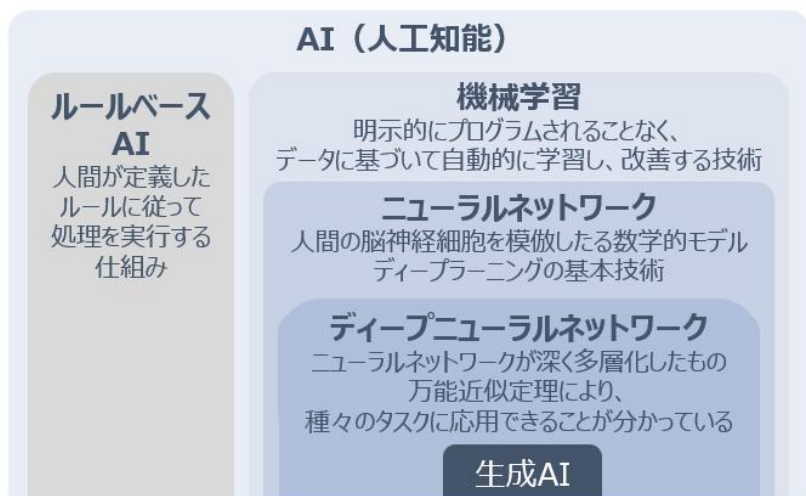 AI（人工知能）
ルールベース
AI
人間が定義した
ルールに従って
処理を実行する
仕組み
機械学習
明示的にプログラムされることなく、
データに基づいて自動的に学習し、改善する技術
ニューラルネットワーク
人間の脳神経細胞を模倣したる数学的モデル
ディープラーニングの基本技術
ディープニューラルネットワーク
ニューラルネットワークが深く多層化したもの
万能近似定理により、
種々のタスクに応用できることが分かっている
生成AI